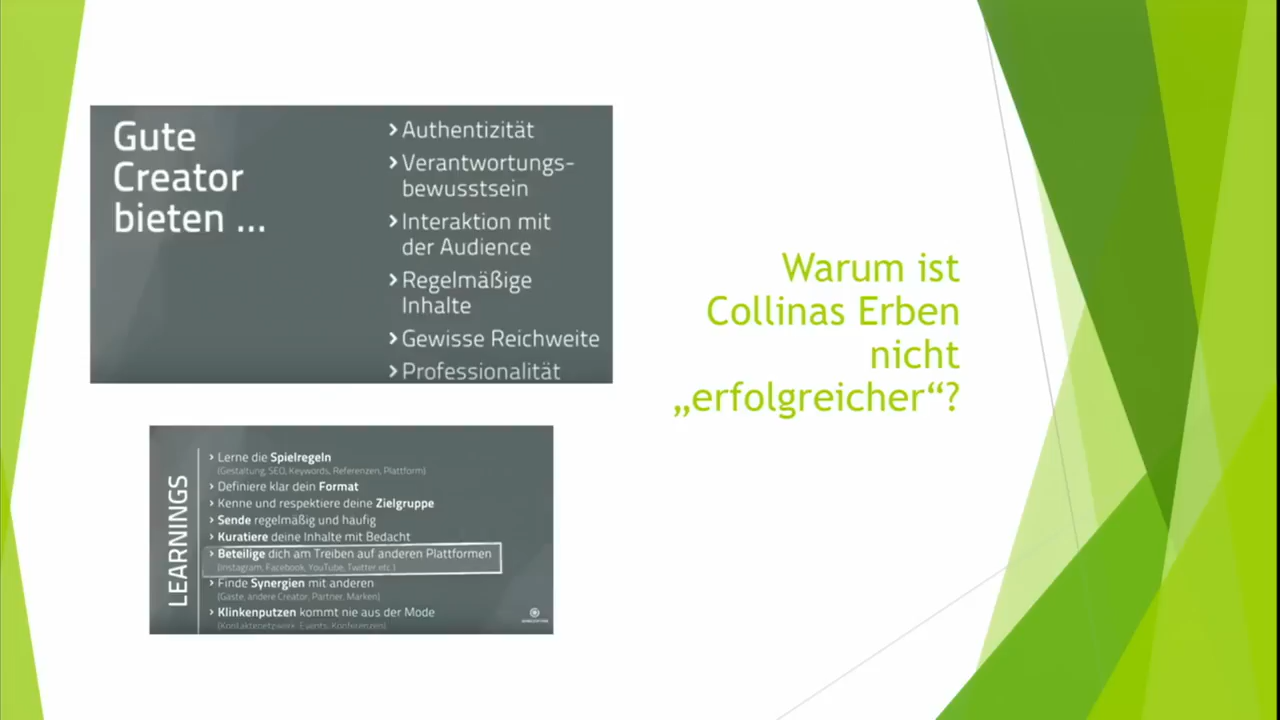 Gute
Creator
bieten ...
> Authentizität
> Verantwortungs-
bewusstsein
> Interaktion mit
der Audience
> Regelmäßige
Inhalte
> Gewisse Reichweite
> Professionalität
Warum ist
Collinas Erben
nicht
„erfolgreicher“?
LEARNINGS
> Lerne die Spielregeln
(Gestaltung, SEO, Keywords, Referenzen, Plattform)
> Definiere klar dein Format
> Kenne und respektiere deine Zielgruppe
> Sende regelmäßig und häufig
> Kuratiere deine Inhalte mit Bedacht
> Beteilige dich am Treiben auf anderen Plattformen
(Instagram, Facebook, YouTube, Twitter etc.)
> Finde Synergien mit anderen
(Gäste, andere Creator, Partner, Marken)
> Klinkenputzen kommt nie aus der Mode
(Kontaktenetzwerk, Events, Konferenzen)